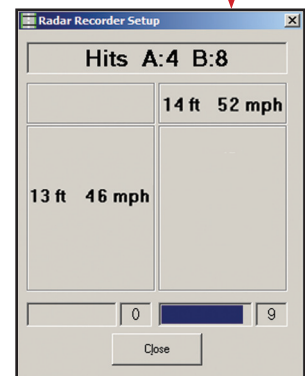 Radar Recorder Setup
Hits A:4 B:8
14 ft 52 mph
13 ft 46 mph
0
9
Close